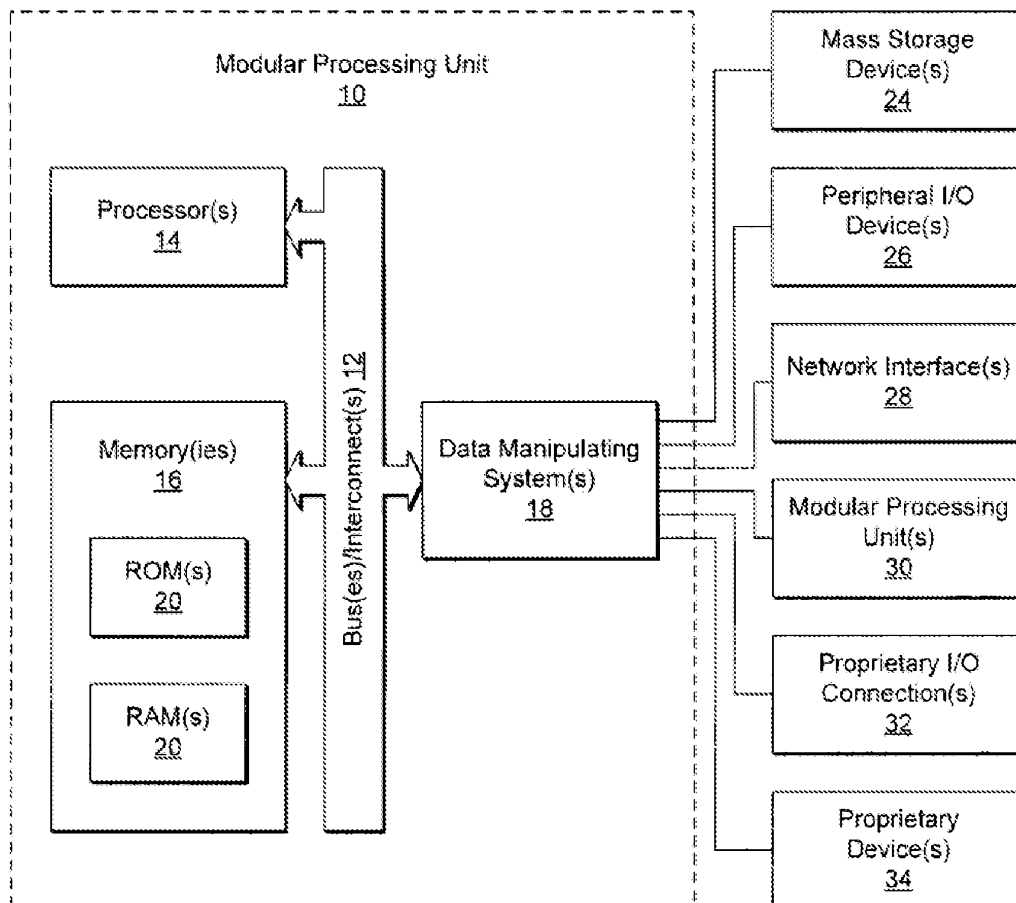 Modular Processing Unit
10
Processor(s)
14
Memory(ies)
16
ROM(s)
20
RAM(s)
20
Bus(es)/Interconnect(s) 12
Data Manipulating
System(s)
18
Mass Storage
Device(s)
24
Peripheral I/O
Device(s)
26
Network Interface(s)
28
Modular Processing
Unit(s)
30
Proprietary I/O
Connection(s)
32
Proprietary
Device(s)
34